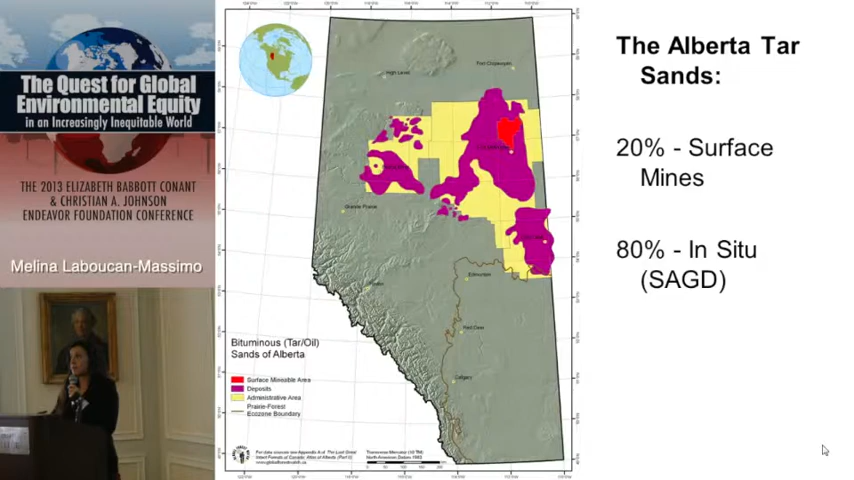 The Quest for Global
Environmental Equity
in an Increasingly Inequitable World
THE 2013 ELIZABETH BABBOTT CONANT
& CHRISTIAN A. JOHNSON
ENDEAVOR FOUNDATION CONFERENCE
Melina Laboucan-Massimo
High Level
Fort Chipewyan
Grande Prairie
Edmonton
Red Deer
Calgary
Bituminous (Tar/Oil)
Sands of Alberta
Surface Mineable Area
Deposits
Administrative Area
Prairie-Forest
Ecozone Boundary
The Alberta Tar
Sands:
20% - Surface
Mines
80% - In Situ
(SAGD)